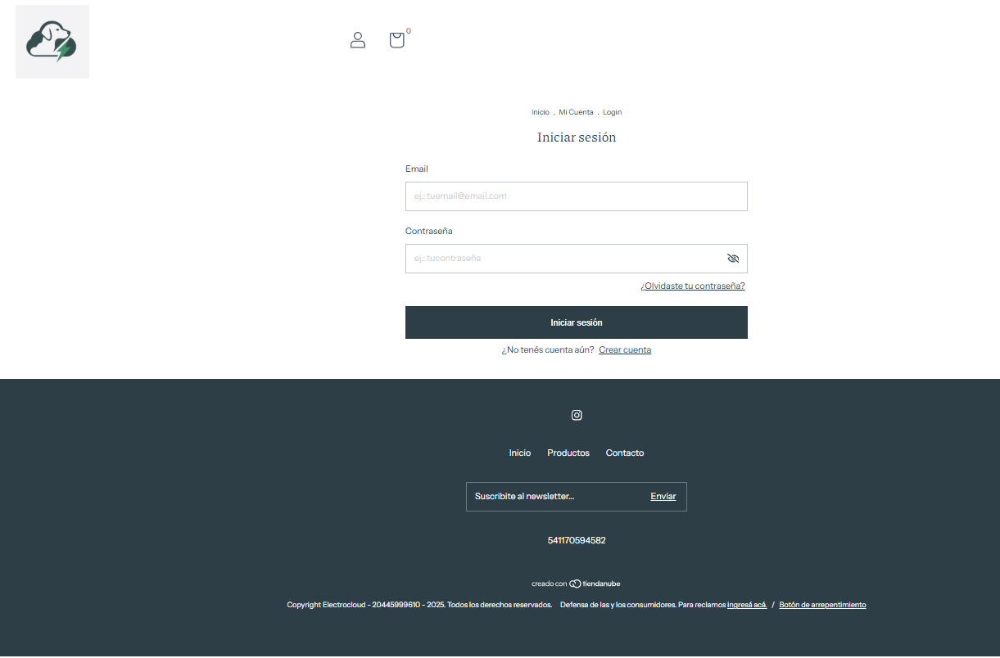 0
Inicio . Mi Cuenta . Login
Iniciar sesión
Email
ej.: tuemail@email.com
Contraseña
ej.: tucontraseña
¿Olvidaste tu contraseña?
Iniciar sesión
¿No tenés cuenta aún? Crear cuenta
Inicio Productos Contacto
Suscribite al newsletter... Enviar
541170594582
creado con tiendanube
Copyright Electrocloud - 20445999610 - 2025. Todos los derechos reservados. Defensa de las y los consumidores. Para reclamos ingresá acá. / Botón de arrepentimiento